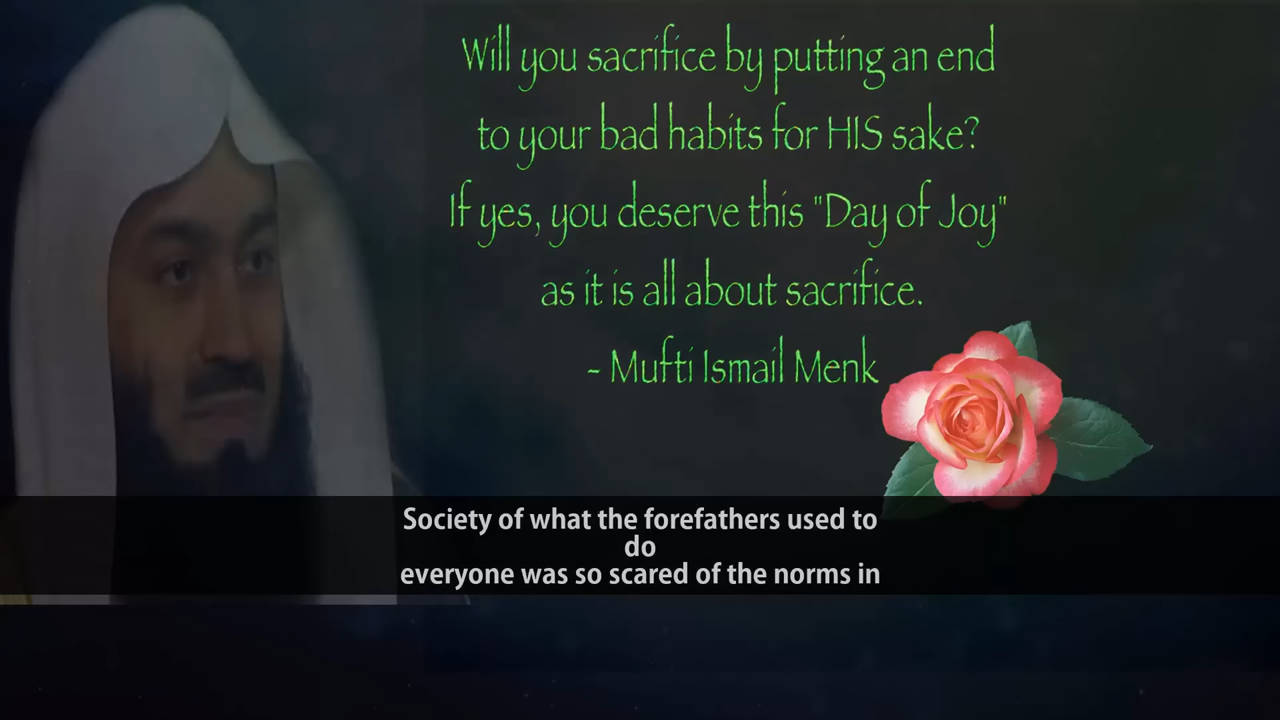 Will you sacrifice by putting an end
to your bad habits for HIS sake?
If yes, you deserve this "Day of Joy"
as it is all about sacrifice.
- Mufti Ismail Menk
Society of what the forefathers used to
do
everyone was so scared of the norms in